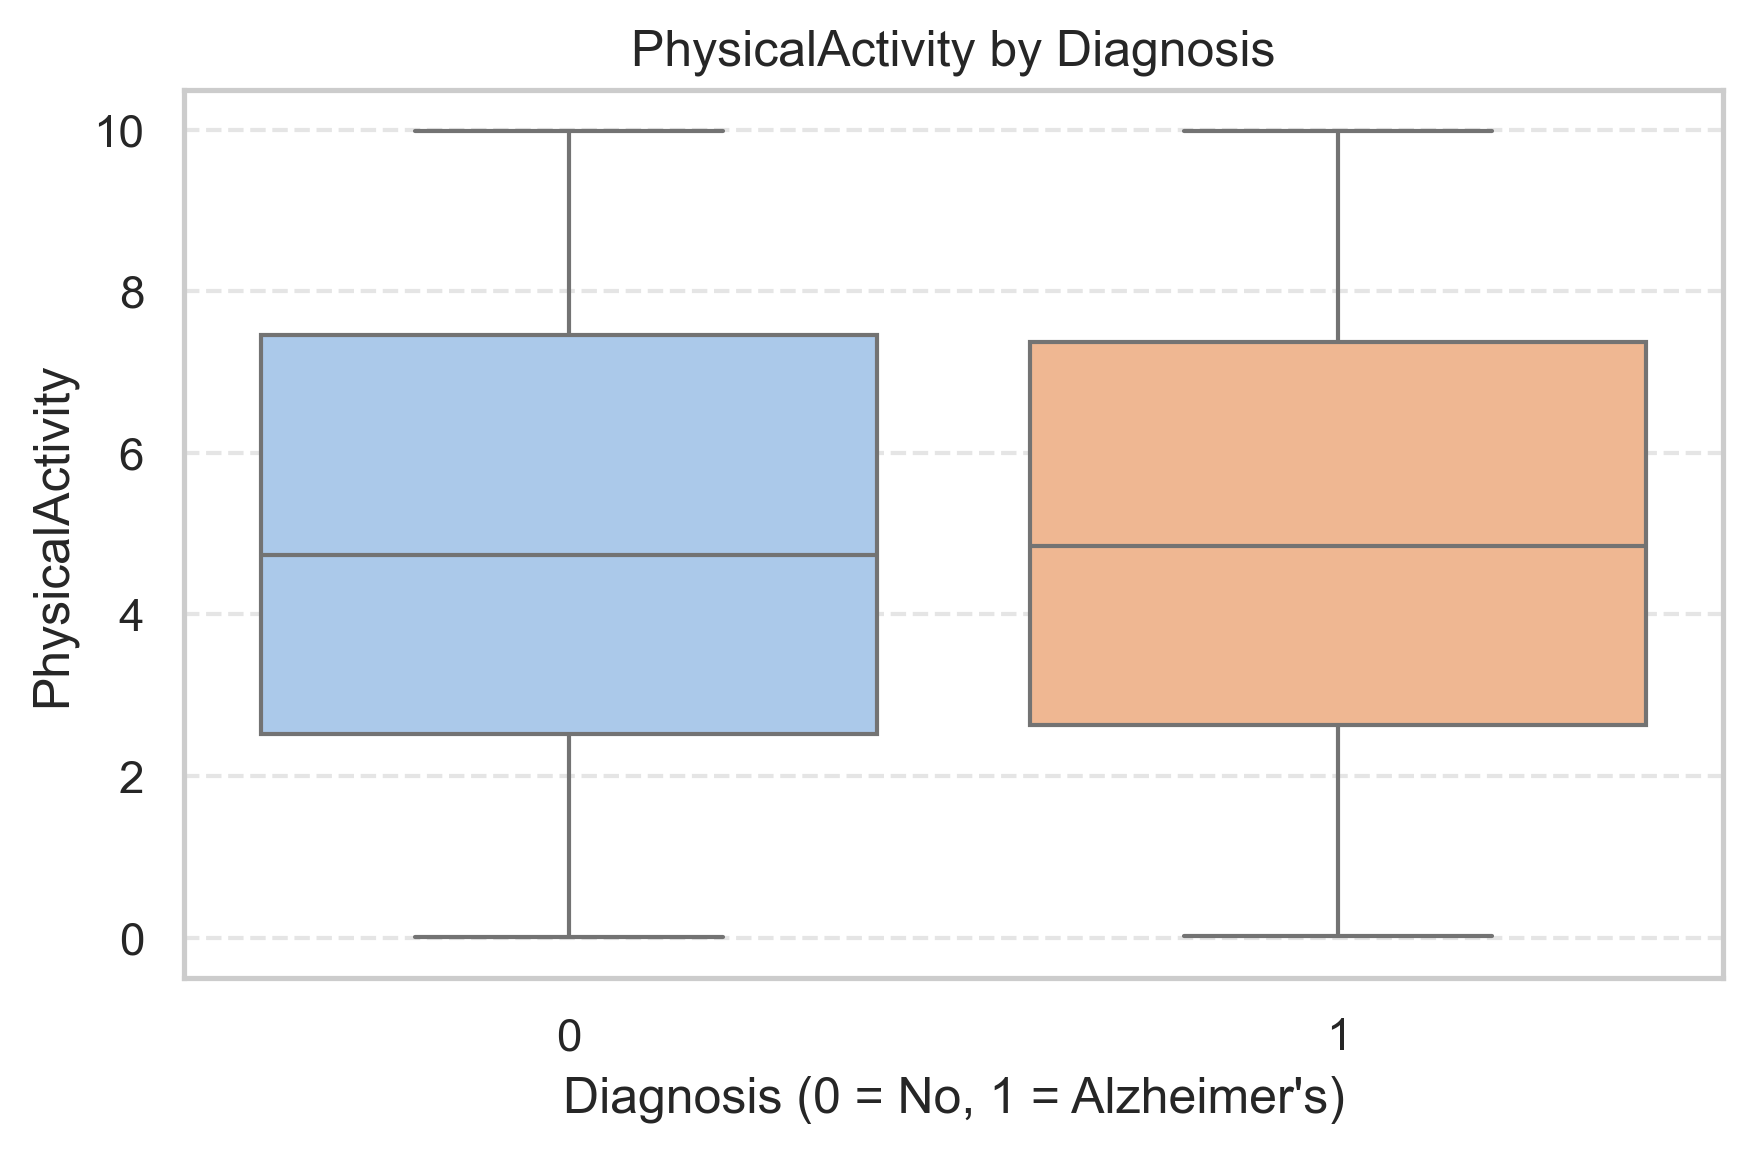 PhysicalActivity by Diagnosis
PhysicalActivity
10
8
6
4
2
0
0 1
Diagnosis (0 = No, 1 = Alzheimer's)